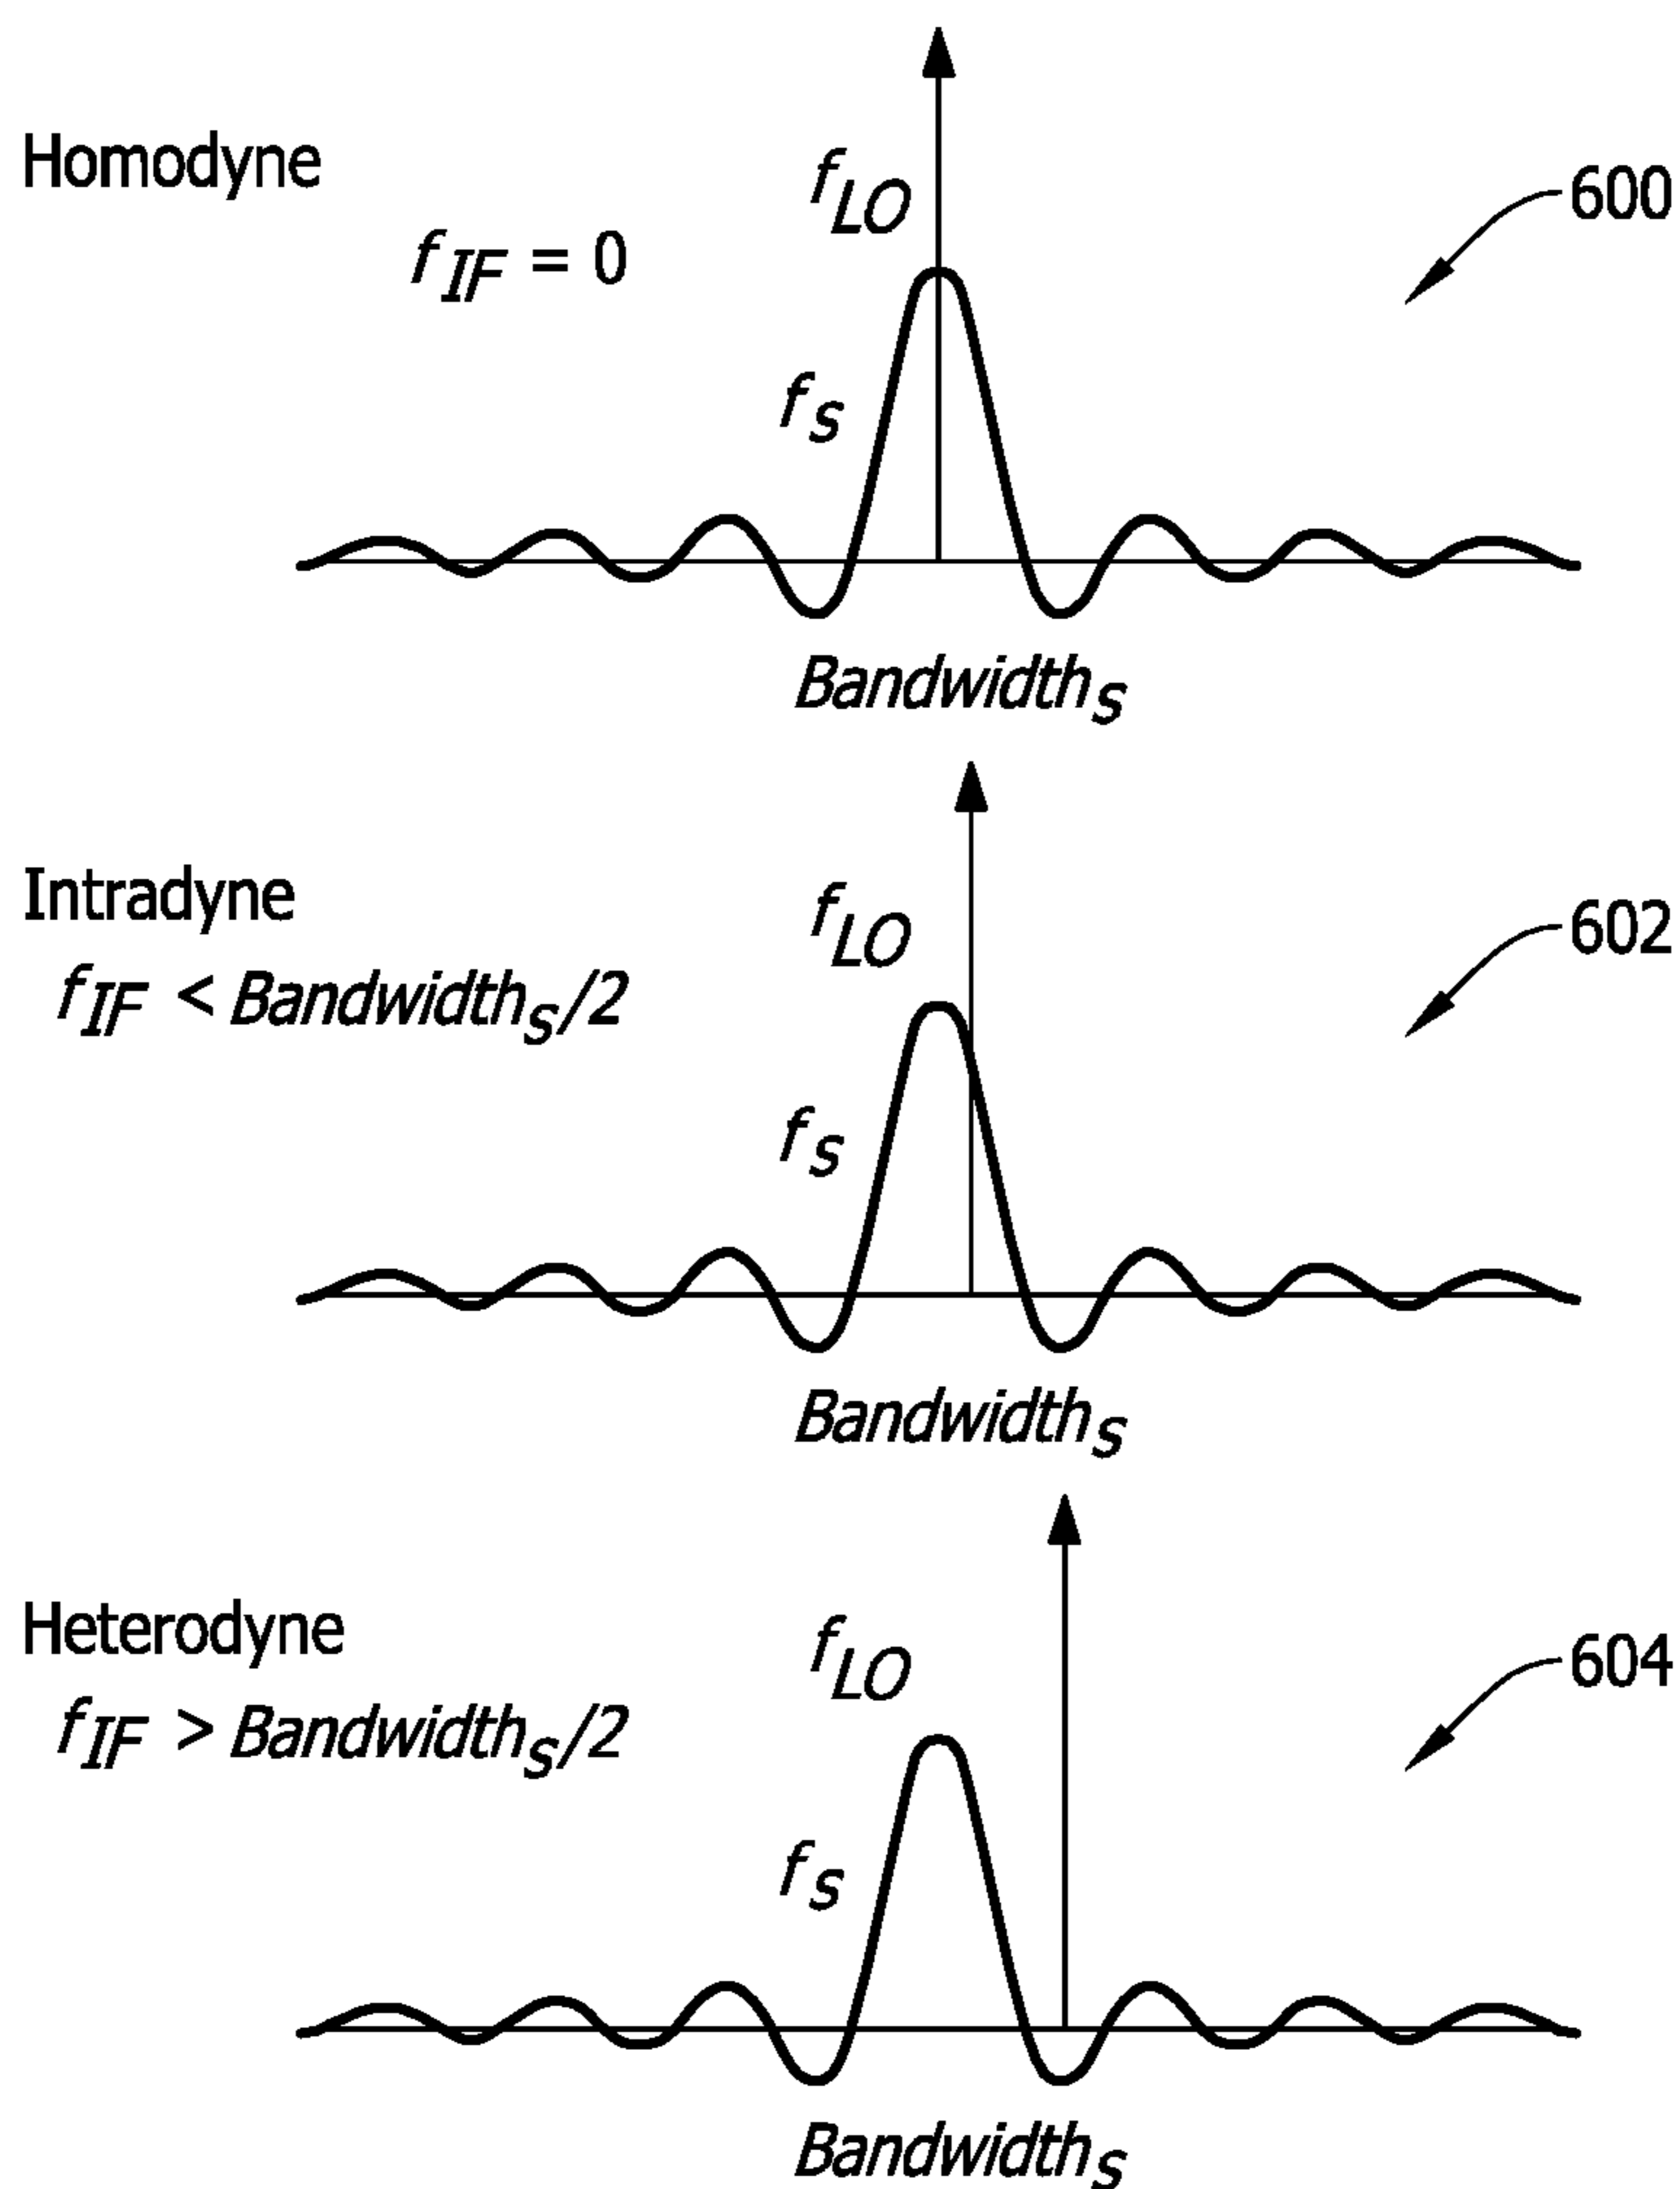 Homodyne
f_LO
600
f_IF = 0
f_S
Bandwidth_S
Intradyne
f_LO
602
f_IF < Bandwidth_S/2
f_S
Bandwidth_S
Heterodyne
f_LO
604
f_IF > Bandwidth_S/2
f_S
Bandwidth_S